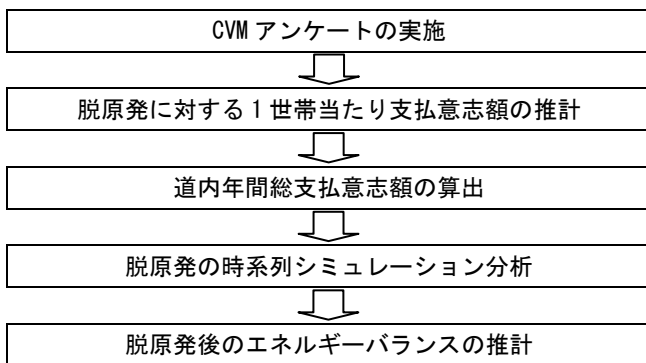 CVM アンケートの実施
脱原発に対する1世帯当たり支払意志額の推計
道内年間総支払意志額の算出
脱原発の時系列シミュレーション分析
脱原発後のエネルギーバランスの推計